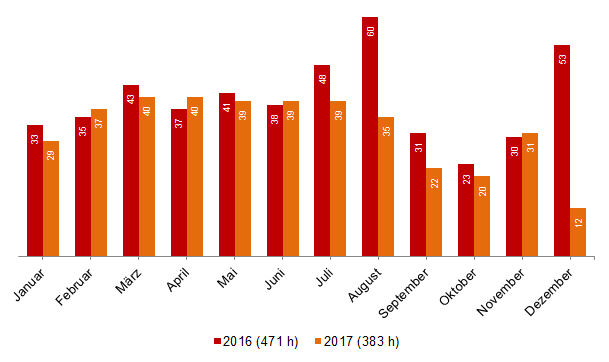 60
53
48
43
41
40
40
39
39
39
38
37
37
35
35
33
31
31
30
29
23
22
20
12
Januar
Februar
März
April
Mai
Juni
Juli
August
September
Oktober
November
Dezember
2016 (471 h)
2017 (383 h)